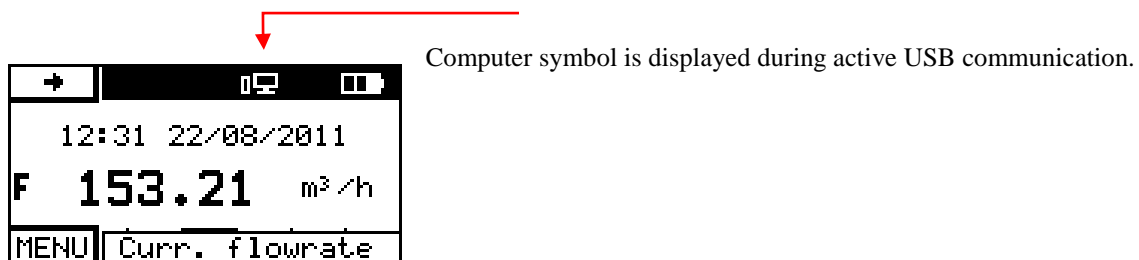 Computer symbol is displayed during active USB communication.
12:31 22/08/2011
F 153.21 m³/h
MENU Curr. flowrate